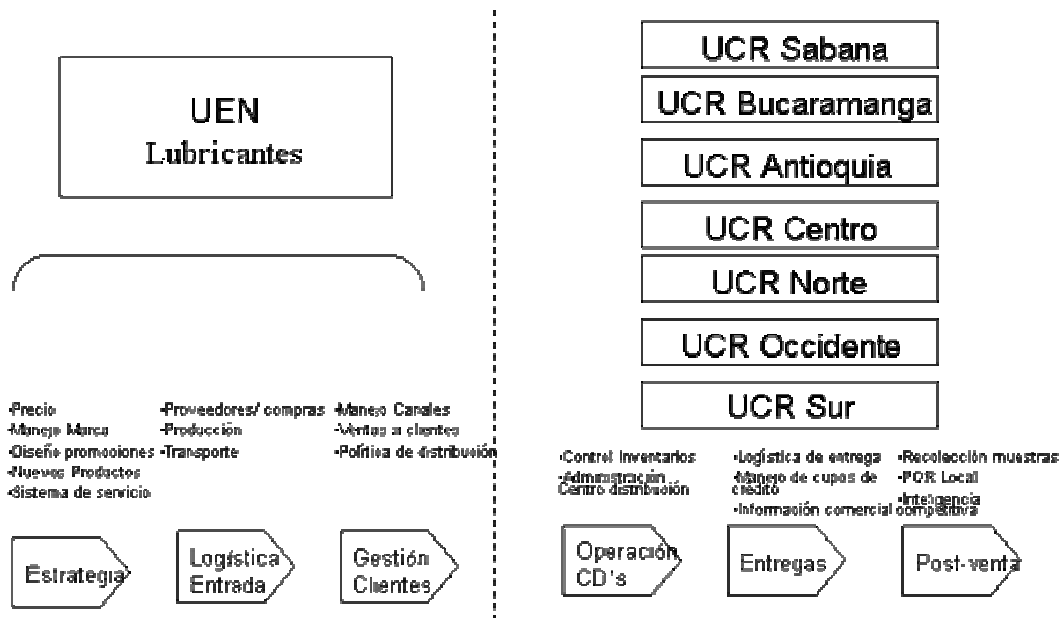 UEN
Lubricantes
•Precio
•Manejo Marca
•Diseño promociones
•Nuevos Productos
•Sistema de servicio
•Proveedores/ compras
•Producción
•Transporte
•Manejo Canales
•Ventas a clientes
•Política de distribución
Estrategia
Logística
Entrada
Gestión
Clientes
UCR Sabana
UCR Bucaramanga
UCR Antioquia
UCR Centro
UCR Norte
UCR Occidente
UCR Sur
•Control Inventarios
•Administración
Centro distribución
•Logística de entrega
•Manejo de cupos de
crédito
•Información comercial
•Recolección muestras
•PQR Local
•Inteligencia
competitiva
Operación
CD's
Entregas
Post-venta